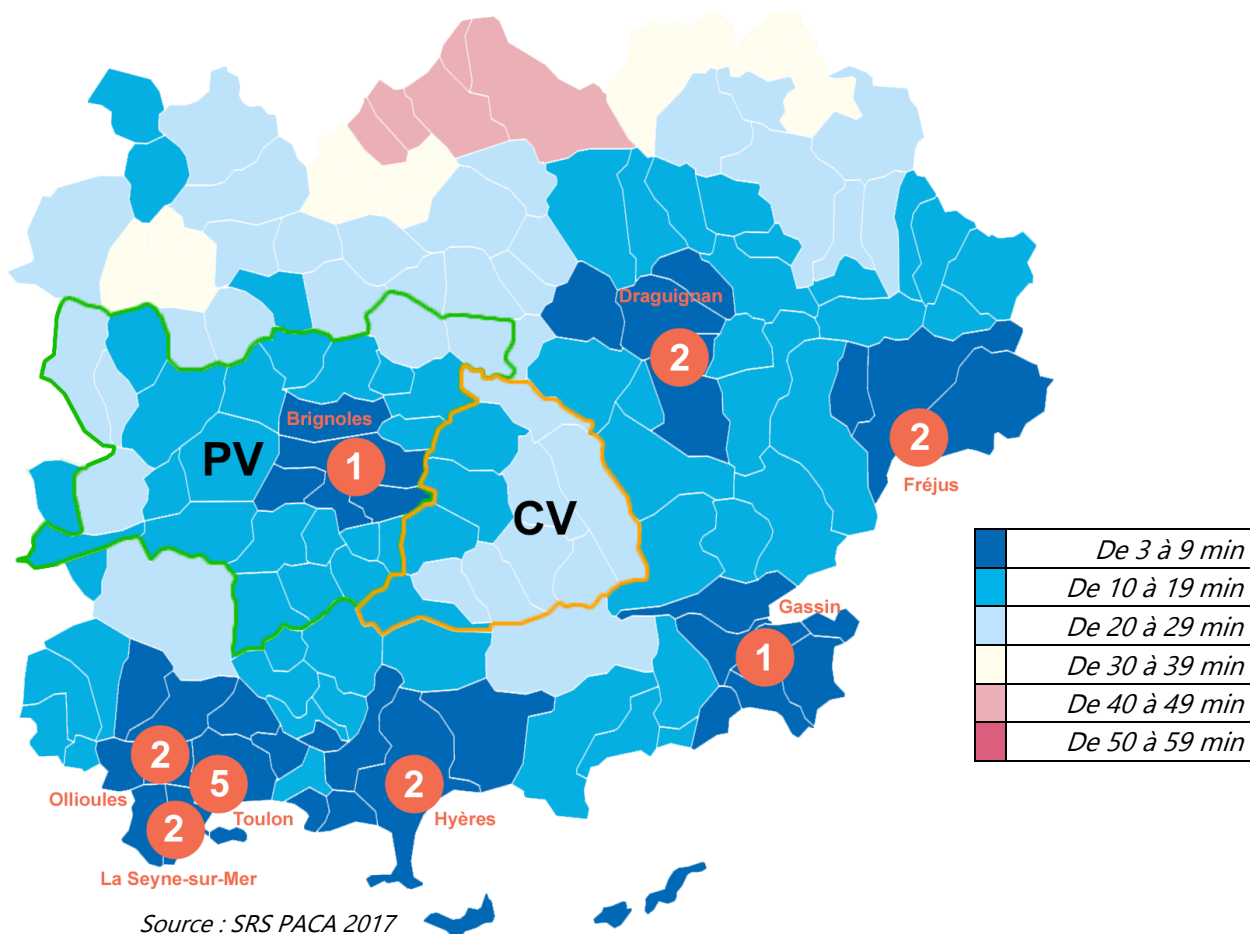 Draguignan
2
Brignoles
PV
1
2
Fréjus
CV
De 3 à 9 min
De 10 à 19 min
De 20 à 29 min
De 30 à 39 min
De 40 à 49 min
De 50 à 59 min
Gassin
1
2
5
2
2
Ollioules
Toulon
Hyères
La Seyne-sur-Mer
Source : SRS PACA 2017